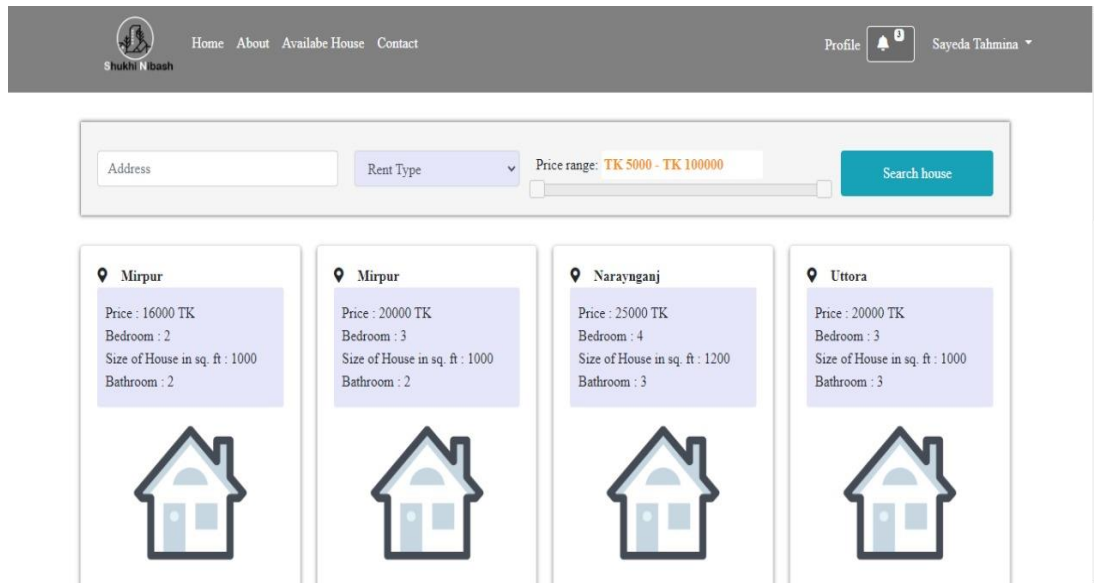 Shukhi Nibash
Home About Availabe House Contact
Profile 3 Sayeda Tahmina
Address
Rent Type
Price range: TK 5000 - TK 100000
Search house
Mirpur
Price : 16000 TK
Bedroom : 2
Size of House in sq. ft : 1000
Bathroom : 2
Mirpur
Price : 20000 TK
Bedroom : 3
Size of House in sq. ft : 1000
Bathroom : 2
Naraynganj
Price : 25000 TK
Bedroom : 4
Size of House in sq. ft : 1200
Bathroom : 3
Uttora
Price : 20000 TK
Bedroom : 3
Size of House in sq. ft : 1000
Bathroom : 3